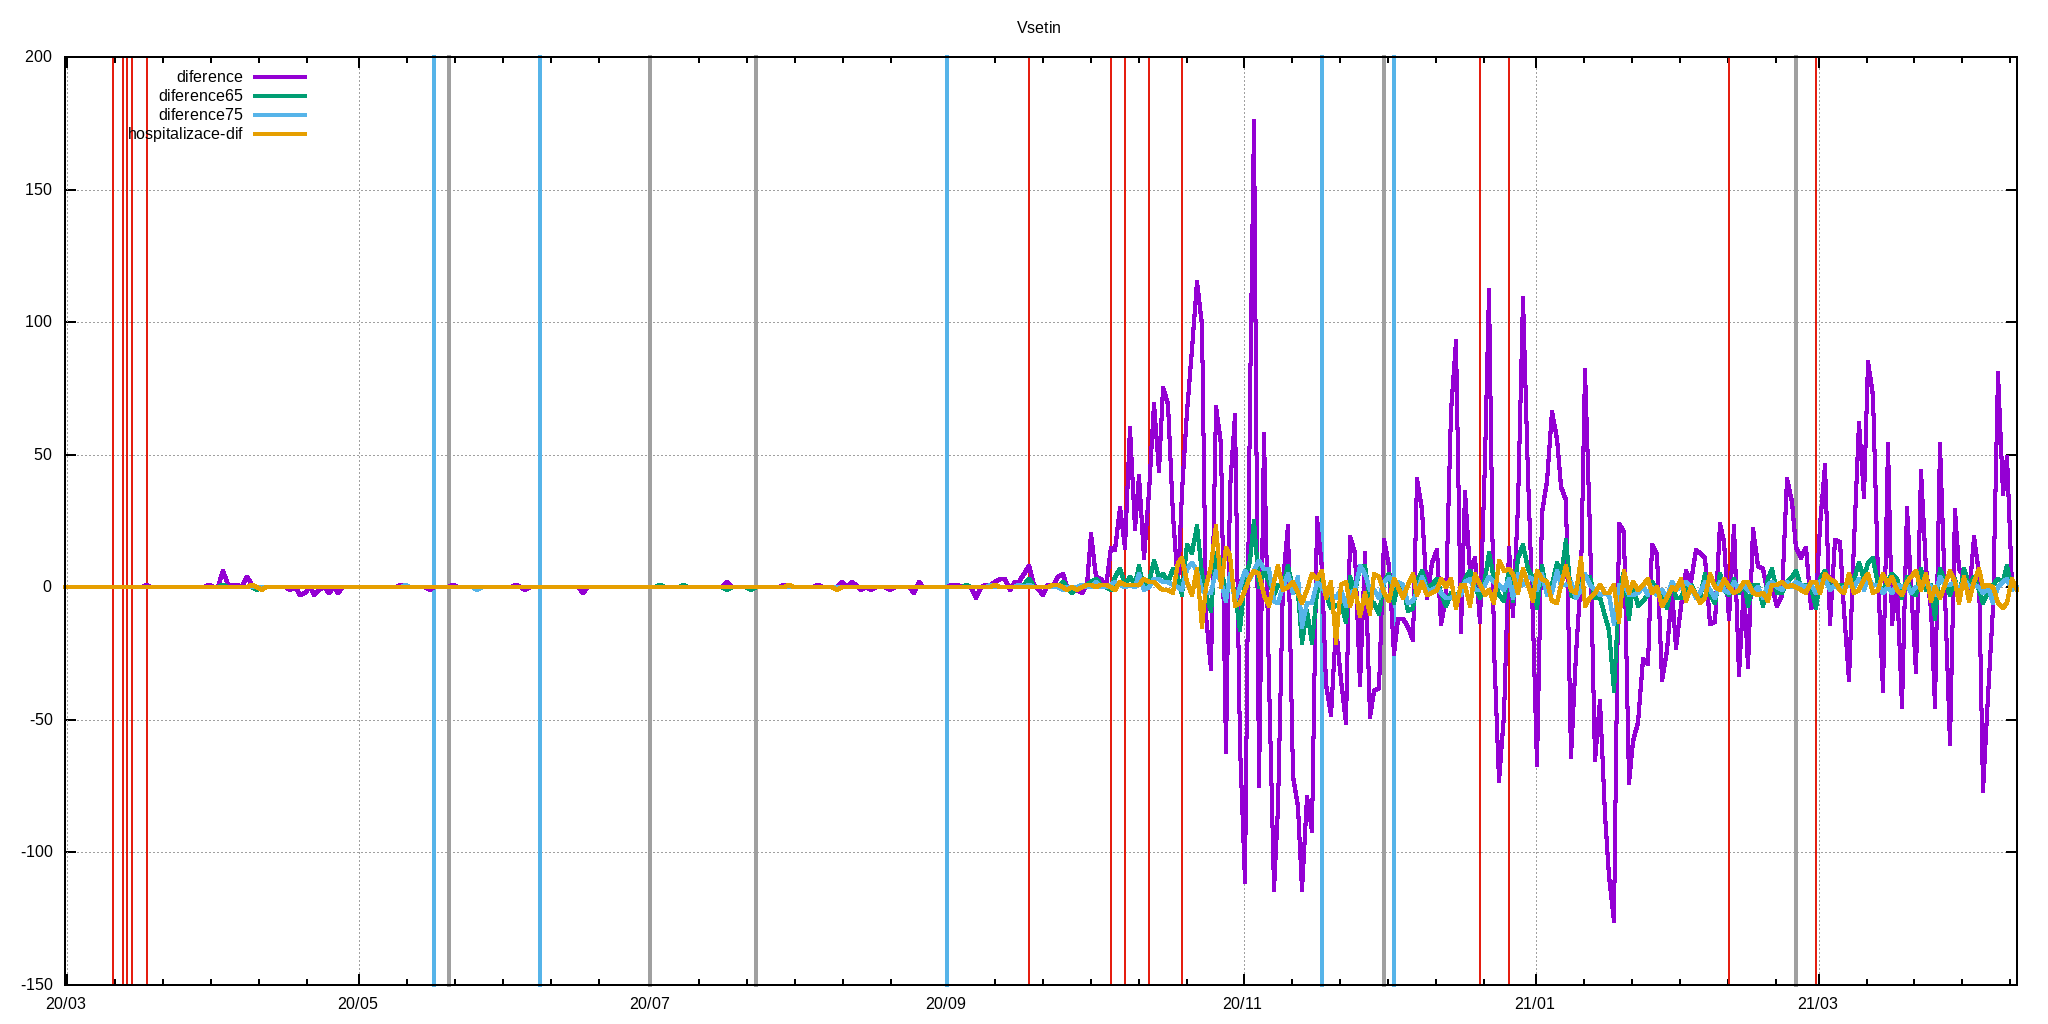 Vsetin
200
diference
diference65
diference75
hospitalizace-dif
150
100
50
0
-50
-100
-150
20/03 20/05 20/07 20/09 20/11 21/01 21/03